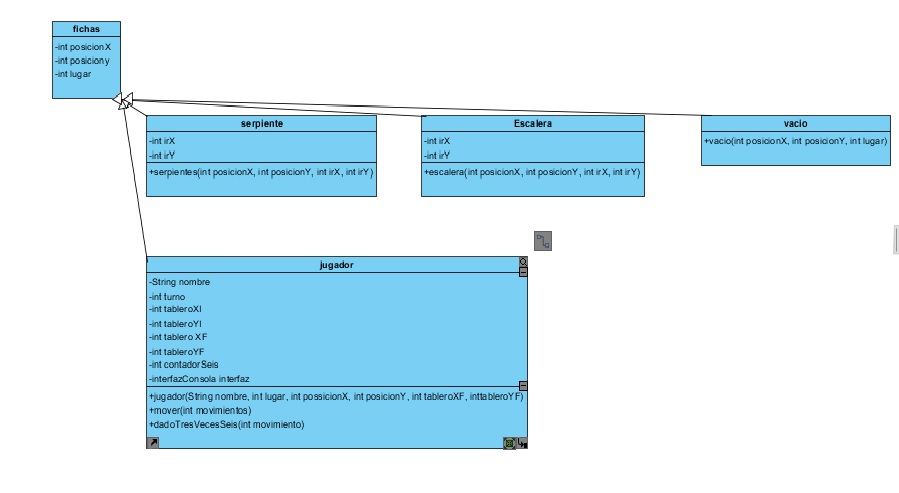 fichas
-int posicionX
-int posiciony
-int lugar
serpiente
-int irX
-int irY
+serpientes(int posicionX, int posicionY, int irX, int irY)
Escalera
-int irX
-int irY
+escalera(int posicionX, int posicionY, int irX, int irY)
vacio
+vacio(int posicionX, int posicionY, int lugar)
jugador
-String nombre
-int turno
-int tableroXI
-int tableroYI
-int tablero XF
-int tableroYF
-int contadorSeis
-interfazConsola interfaz
+jugador(String nombre, int lugar, int possicionX, int posicionY, int tableroXF, inttableroYF)
+mover(int movimientos)
+dadoTresVecesSeis(int movimiento)